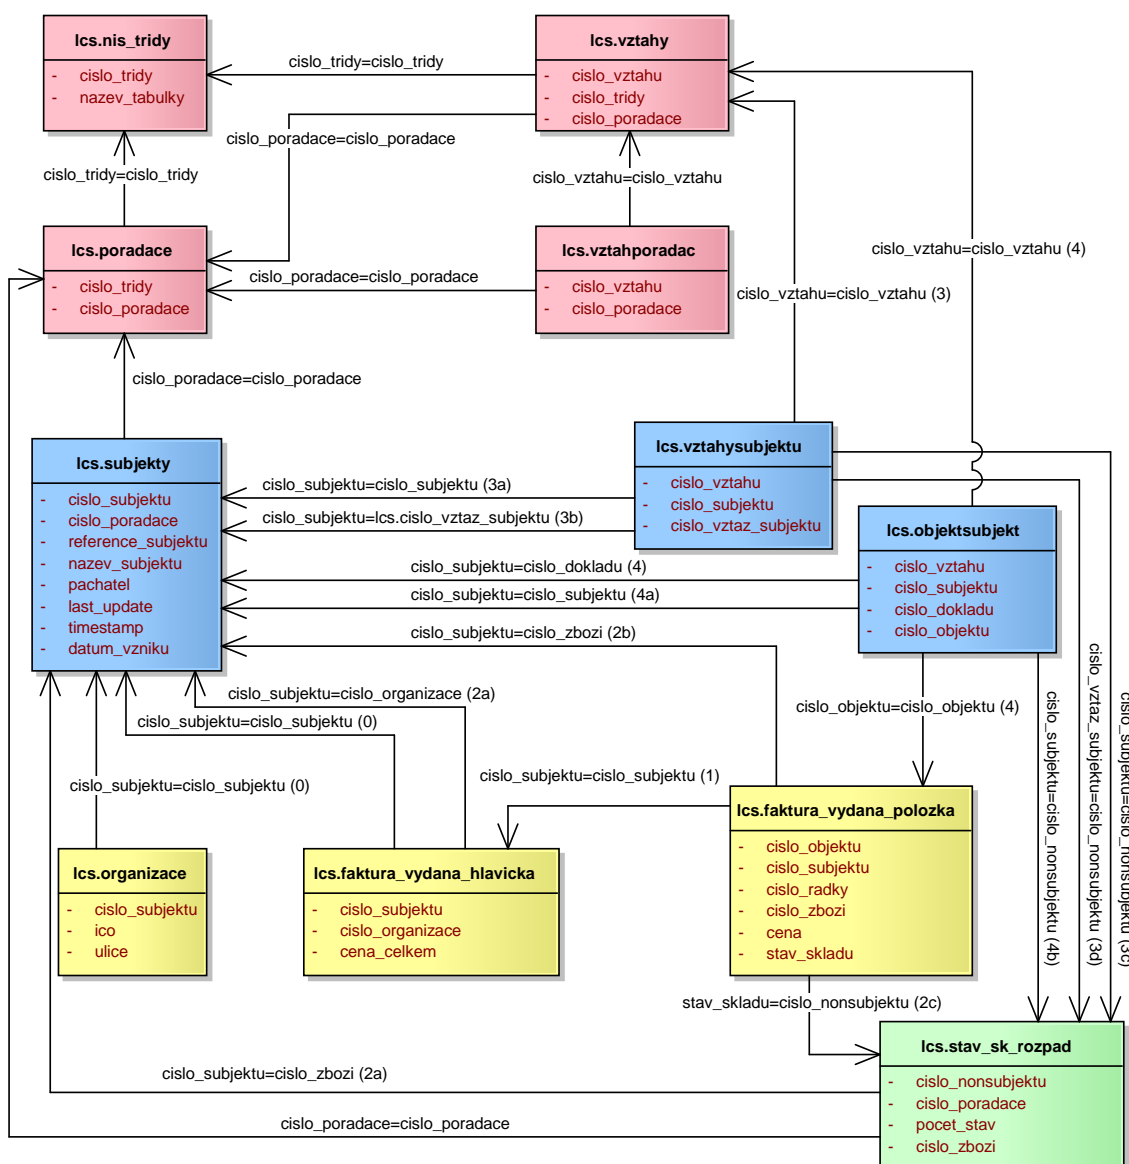 lcs.nis_tridy
- cislo_tridy
- nazev_tabulky
lcs.vztahy
- cislo_vztahu
- cislo_tridy
- cislo_poradace
cislo_tridy=cislo_tridy
cislo_poradace=cislo_poradace
cislo_tridy=cislo_tridy
cislo_vztahu=cislo_vztahu
lcs.poradace
- cislo_tridy
- cislo_poradace
cislo_poradace=cislo_poradace
lcs.vztahporadac
- cislo_vztahu
- cislo_poradace
cislo_vztahu=cislo_vztahu (4)
cislo_vztahu=cislo_vztahu (3)
cislo_poradace=cislo_poradace
lcs.subjekty
- cislo_subjektu
- cislo_poradace
- reference_subjektu
- nazev_subjektu
- pachatel
- last_update
- timestamp
- datum_vzniku
lcs.vztahysubjektu
- cislo_vztahu
- cislo_subjektu
- cislo_vztaz_subjektu
cislo_subjektu=cislo_subjektu (3a)
cislo_subjektu=lcs.cislo_vztaz_subjektu (3b)
lcs.objektsubjekt
- cislo_vztahu
- cislo_subjektu
- cislo_dokladu
- cislo_objektu
cislo_subjektu=cislo_dokladu (4)
cislo_subjektu=cislo_subjektu (4a)
cislo_subjektu=cislo_zbozi (2b)
cislo_subjektu=cislo_organizace (2a)
cislo_subjektu=cislo_subjektu (0)
cislo_objektu=cislo_objektu (4)
cislo_subjektu=cislo_nonsubjektu (4b)
cislo_vztaz_subjektu=cislo_nonsubjektu (3d)
cislo_subjektu=cislo_nonsubjektu (3c)
cislo_subjektu=cislo_subjektu (0)
cislo_subjektu=cislo_subjektu (1)
lcs.organizace
- cislo_subjektu
- ico
- ulice
lcs.faktura_vydana_hlavicka
- cislo_subjektu
- cislo_organizace
- cena_celkem
lcs.faktura_vydana_polozka
- cislo_objektu
- cislo_subjektu
- cislo_radky
- cislo_zbozi
- cena
- stav_skladu
stav_skladu=cislo_nonsubjektu (2c)
lcs.stav_sk_rozpad
- cislo_nonsubjektu
- cislo_poradace
- pocet_stav
- cislo_zbozi
cislo_subjektu=cislo_zbozi (2a)
cislo_poradace=cislo_poradace